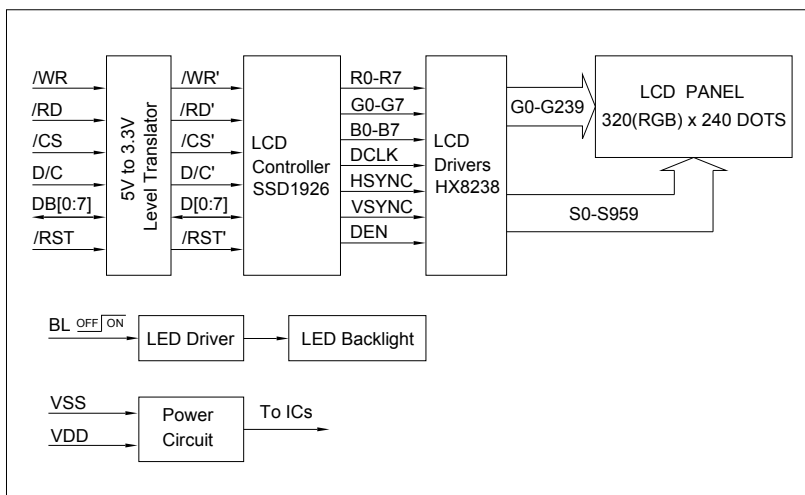 /WR
/RD
/CS
D/C
DB[0:7]
/RST
5V to 3.3V
Level Translator
/WR'
/RD'
/CS'
D/C'
D[0:7]
/RST'
LCD
Controller
SSD1926
R0-R7
G0-G7
B0-B7
DCLK
HSYNC
VSYNC
DEN
LCD
Drivers
HX8238
G0-G239
S0-S959
LCD PANEL
320(RGB) x 240 DOTS
BL OFF ON
LED Driver
LED Backlight
VSS
VDD
Power
Circuit
To ICs